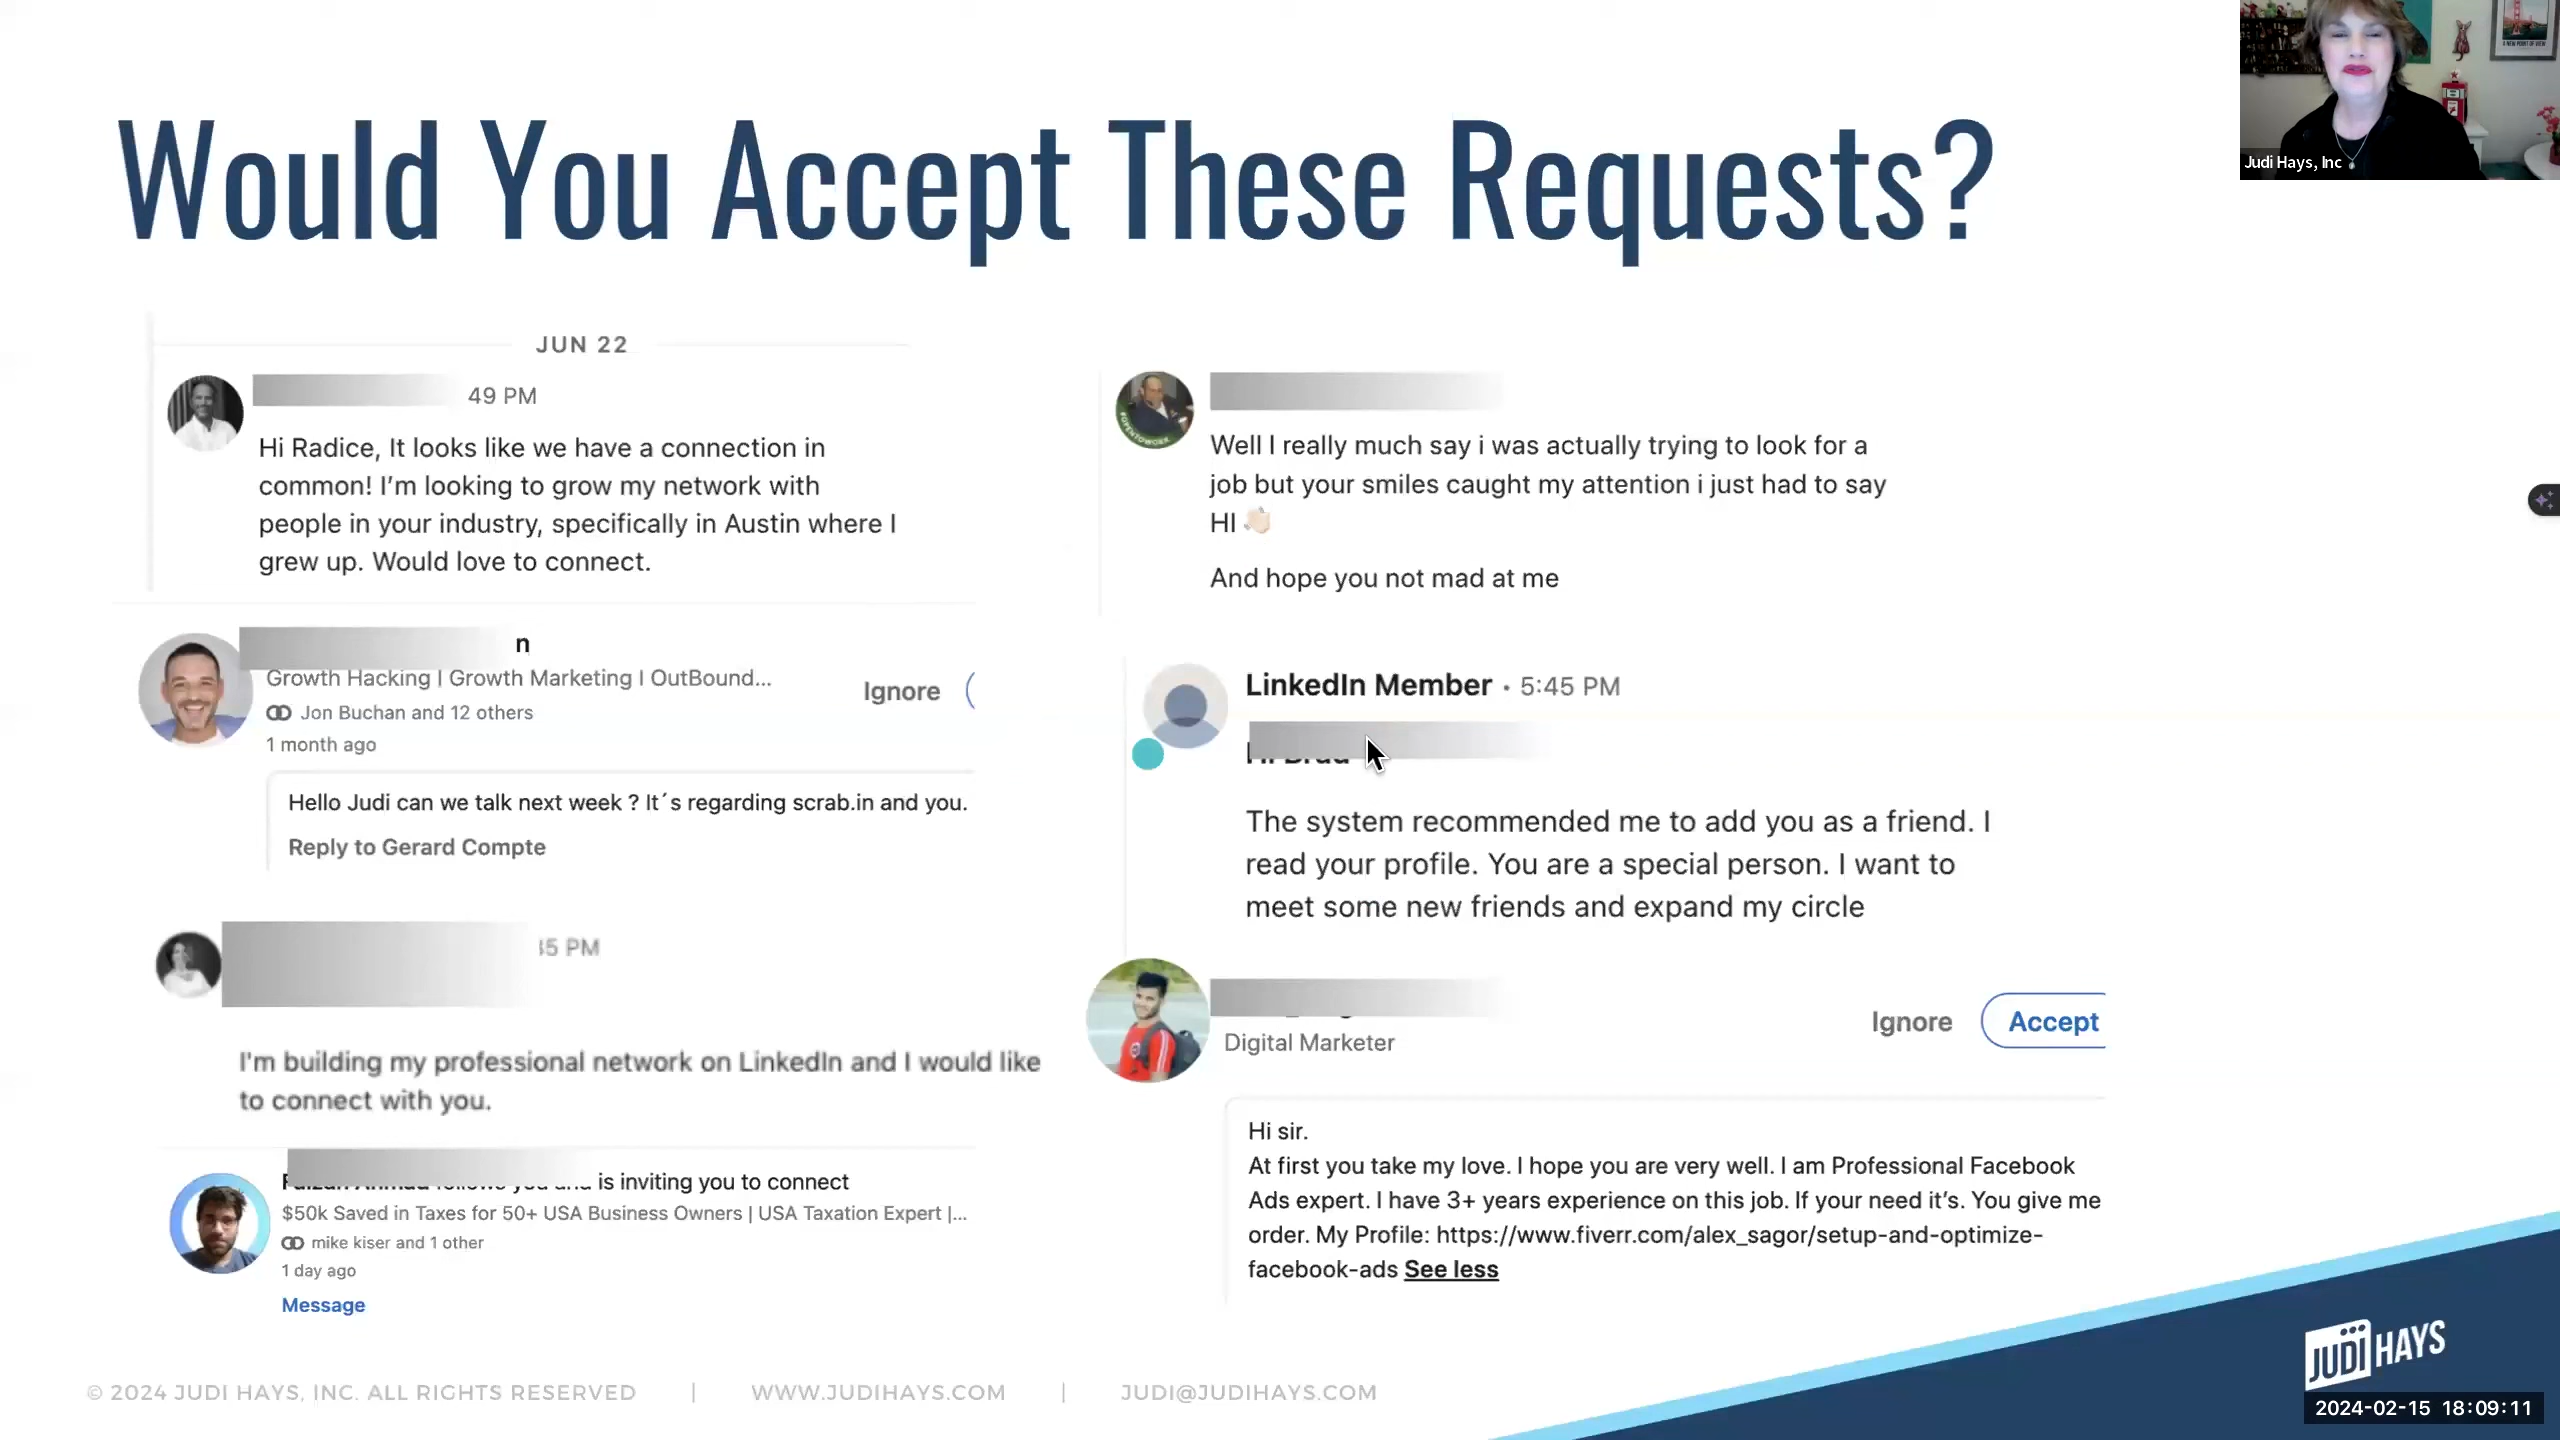 Would You Accept These Requests?
Judi Hays, Inc
JUN 22
49 PM
Hi Radice, It looks like we have a connection in
common! I'm looking to grow my network with
people in your industry, specifically in Austin where I
grew up. Would love to connect.
n
Growth Hacking | Growth Marketing | OutBound...
Jon Buchan and 12 others
1 month ago
Ignore
Hello Judi can we talk next week ? It´s regarding scrab.in and you.
Reply to Gerard Compte
5 PM
I'm building my professional network on LinkedIn and I would like
to connect with you.
is inviting you to connect
$50k Saved in Taxes for 50+ USA Business Owners | USA Taxation Expert |...
mike kiser and 1 other
1 day ago
Message
#OPENTOWORK
Well I really much say i was actually trying to look for a
job but your smiles caught my attention i just had to say
HI 👋🏻
And hope you not mad at me
LinkedIn Member • 5:45 PM
The system recommended me to add you as a friend. I
read your profile. You are a special person. I want to
meet some new friends and expand my circle
Digital Marketer
Ignore
Accept
Hi sir.
At first you take my love. I hope you are very well. I am Professional Facebook
Ads expert. I have 3+ years experience on this job. If your need it's. You give me
order. My Profile: https://www.fiverr.com/alex_sagor/setup-and-optimize-
facebook-ads See less
© 2024 JUDI HAYS, INC. ALL RIGHTS RESERVED | WWW.JUDIHAYS.COM | JUDI@JUDIHAYS.COM
JUDI HAYS
2024-02-15 18:09:11